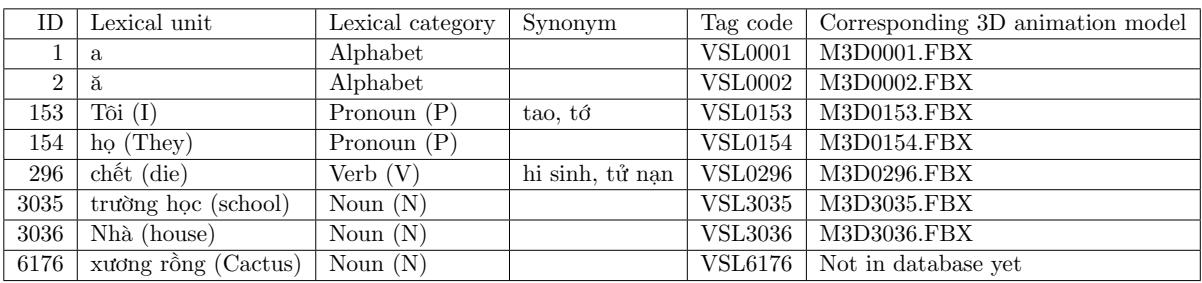 ID Lexical unit Lexical category Synonym Tag code Corresponding 3D animation model
1 a Alphabet VSL0001 M3D0001.FBX
2 ă Alphabet VSL0002 M3D0002.FBX
153 Tôi (I) Pronoun (P) tao, tớ VSL0153 M3D0153.FBX
154 họ (They) Pronoun (P) VSL0154 M3D0154.FBX
296 chết (die) Verb (V) hi sinh, tử nạn VSL0296 M3D0296.FBX
3035 trường học (school) Noun (N) VSL3035 M3D3035.FBX
3036 Nhà (house) Noun (N) VSL3036 M3D3036.FBX
6176 xương rồng (Cactus) Noun (N) VSL6176 Not in database yet